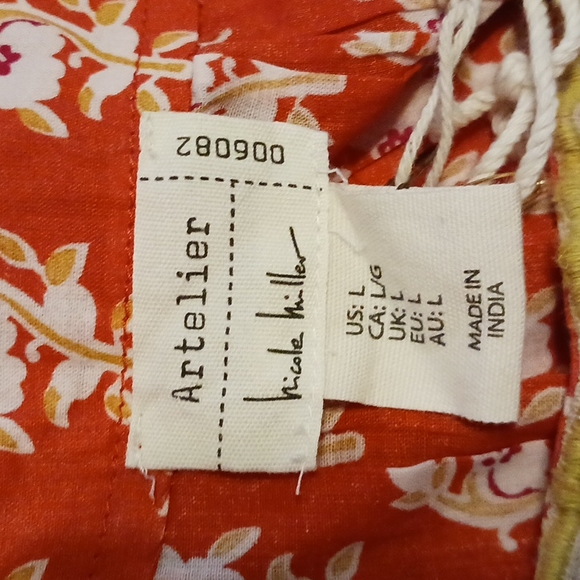 006082
Artelier
nicole miller
US: L
CA: L/G
UK: L
EU: L
AU: L
MADE IN
INDIA